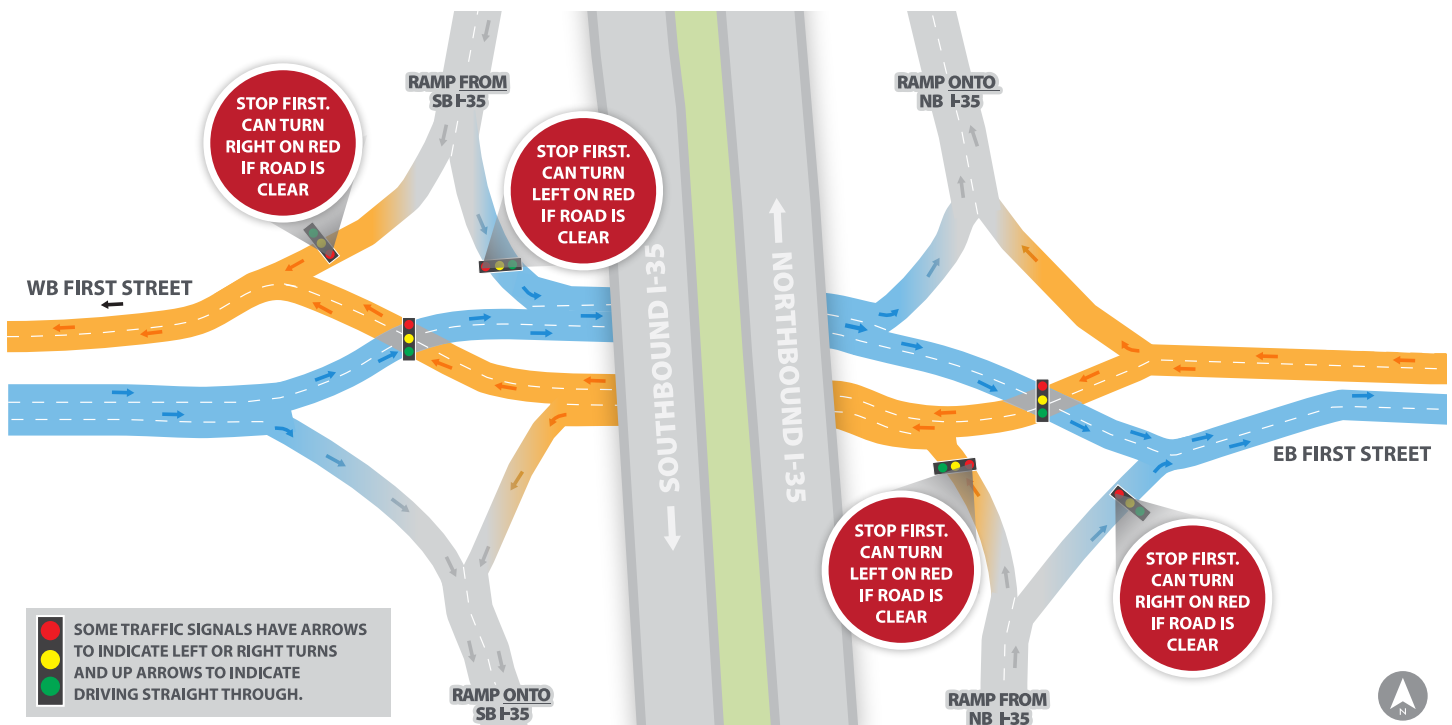 RAMP FROM
SB I-35
RAMP ONTO
NB I-35
STOP FIRST.
CAN TURN
RIGHT ON RED
IF ROAD IS
CLEAR
STOP FIRST.
CAN TURN
LEFT ON RED
IF ROAD IS
CLEAR
WB FIRST STREET
SOUTHBOUND I-35
NORTHBOUND I-35
EB FIRST STREET
STOP FIRST.
CAN TURN
LEFT ON RED
IF ROAD IS
CLEAR
STOP FIRST.
CAN TURN
RIGHT ON RED
IF ROAD IS
CLEAR
SOME TRAFFIC SIGNALS HAVE ARROWS
TO INDICATE LEFT OR RIGHT TURNS
AND UP ARROWS TO INDICATE
DRIVING STRAIGHT THROUGH.
RAMP ONTO
SB I-35
RAMP FROM
NB I-35
N